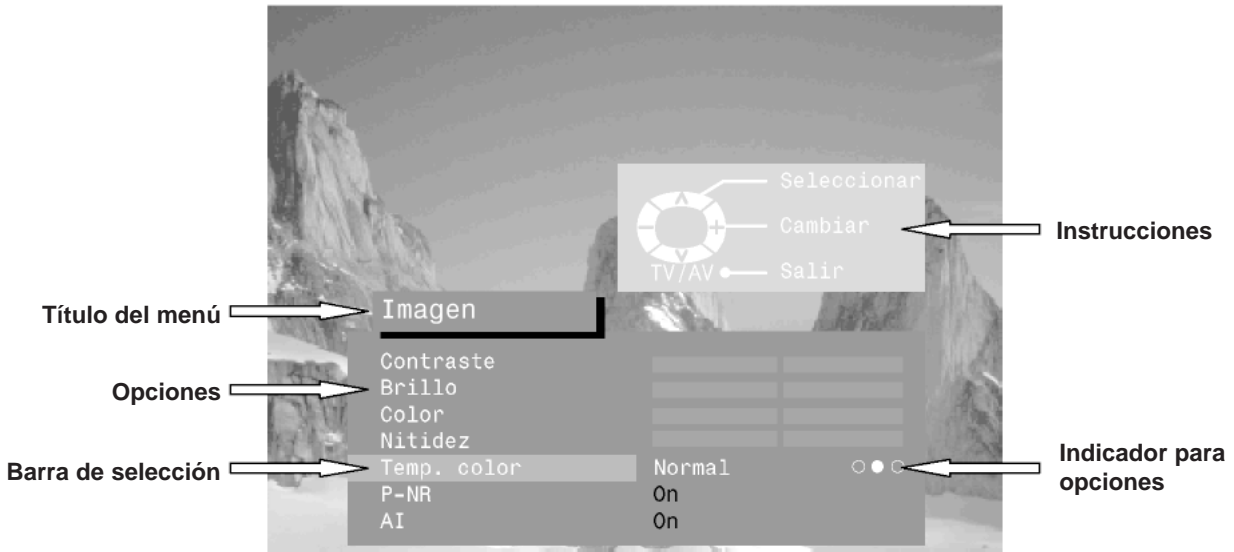 Seleccionar
Cambiar
TV/AV Salir
Instrucciones
Título del menú
Imagen
Contraste
Opciones
Brillo
Color
Nitidez
Barra de selección
Temp. color Normal
Indicador para
opciones
P-NR On
AI On